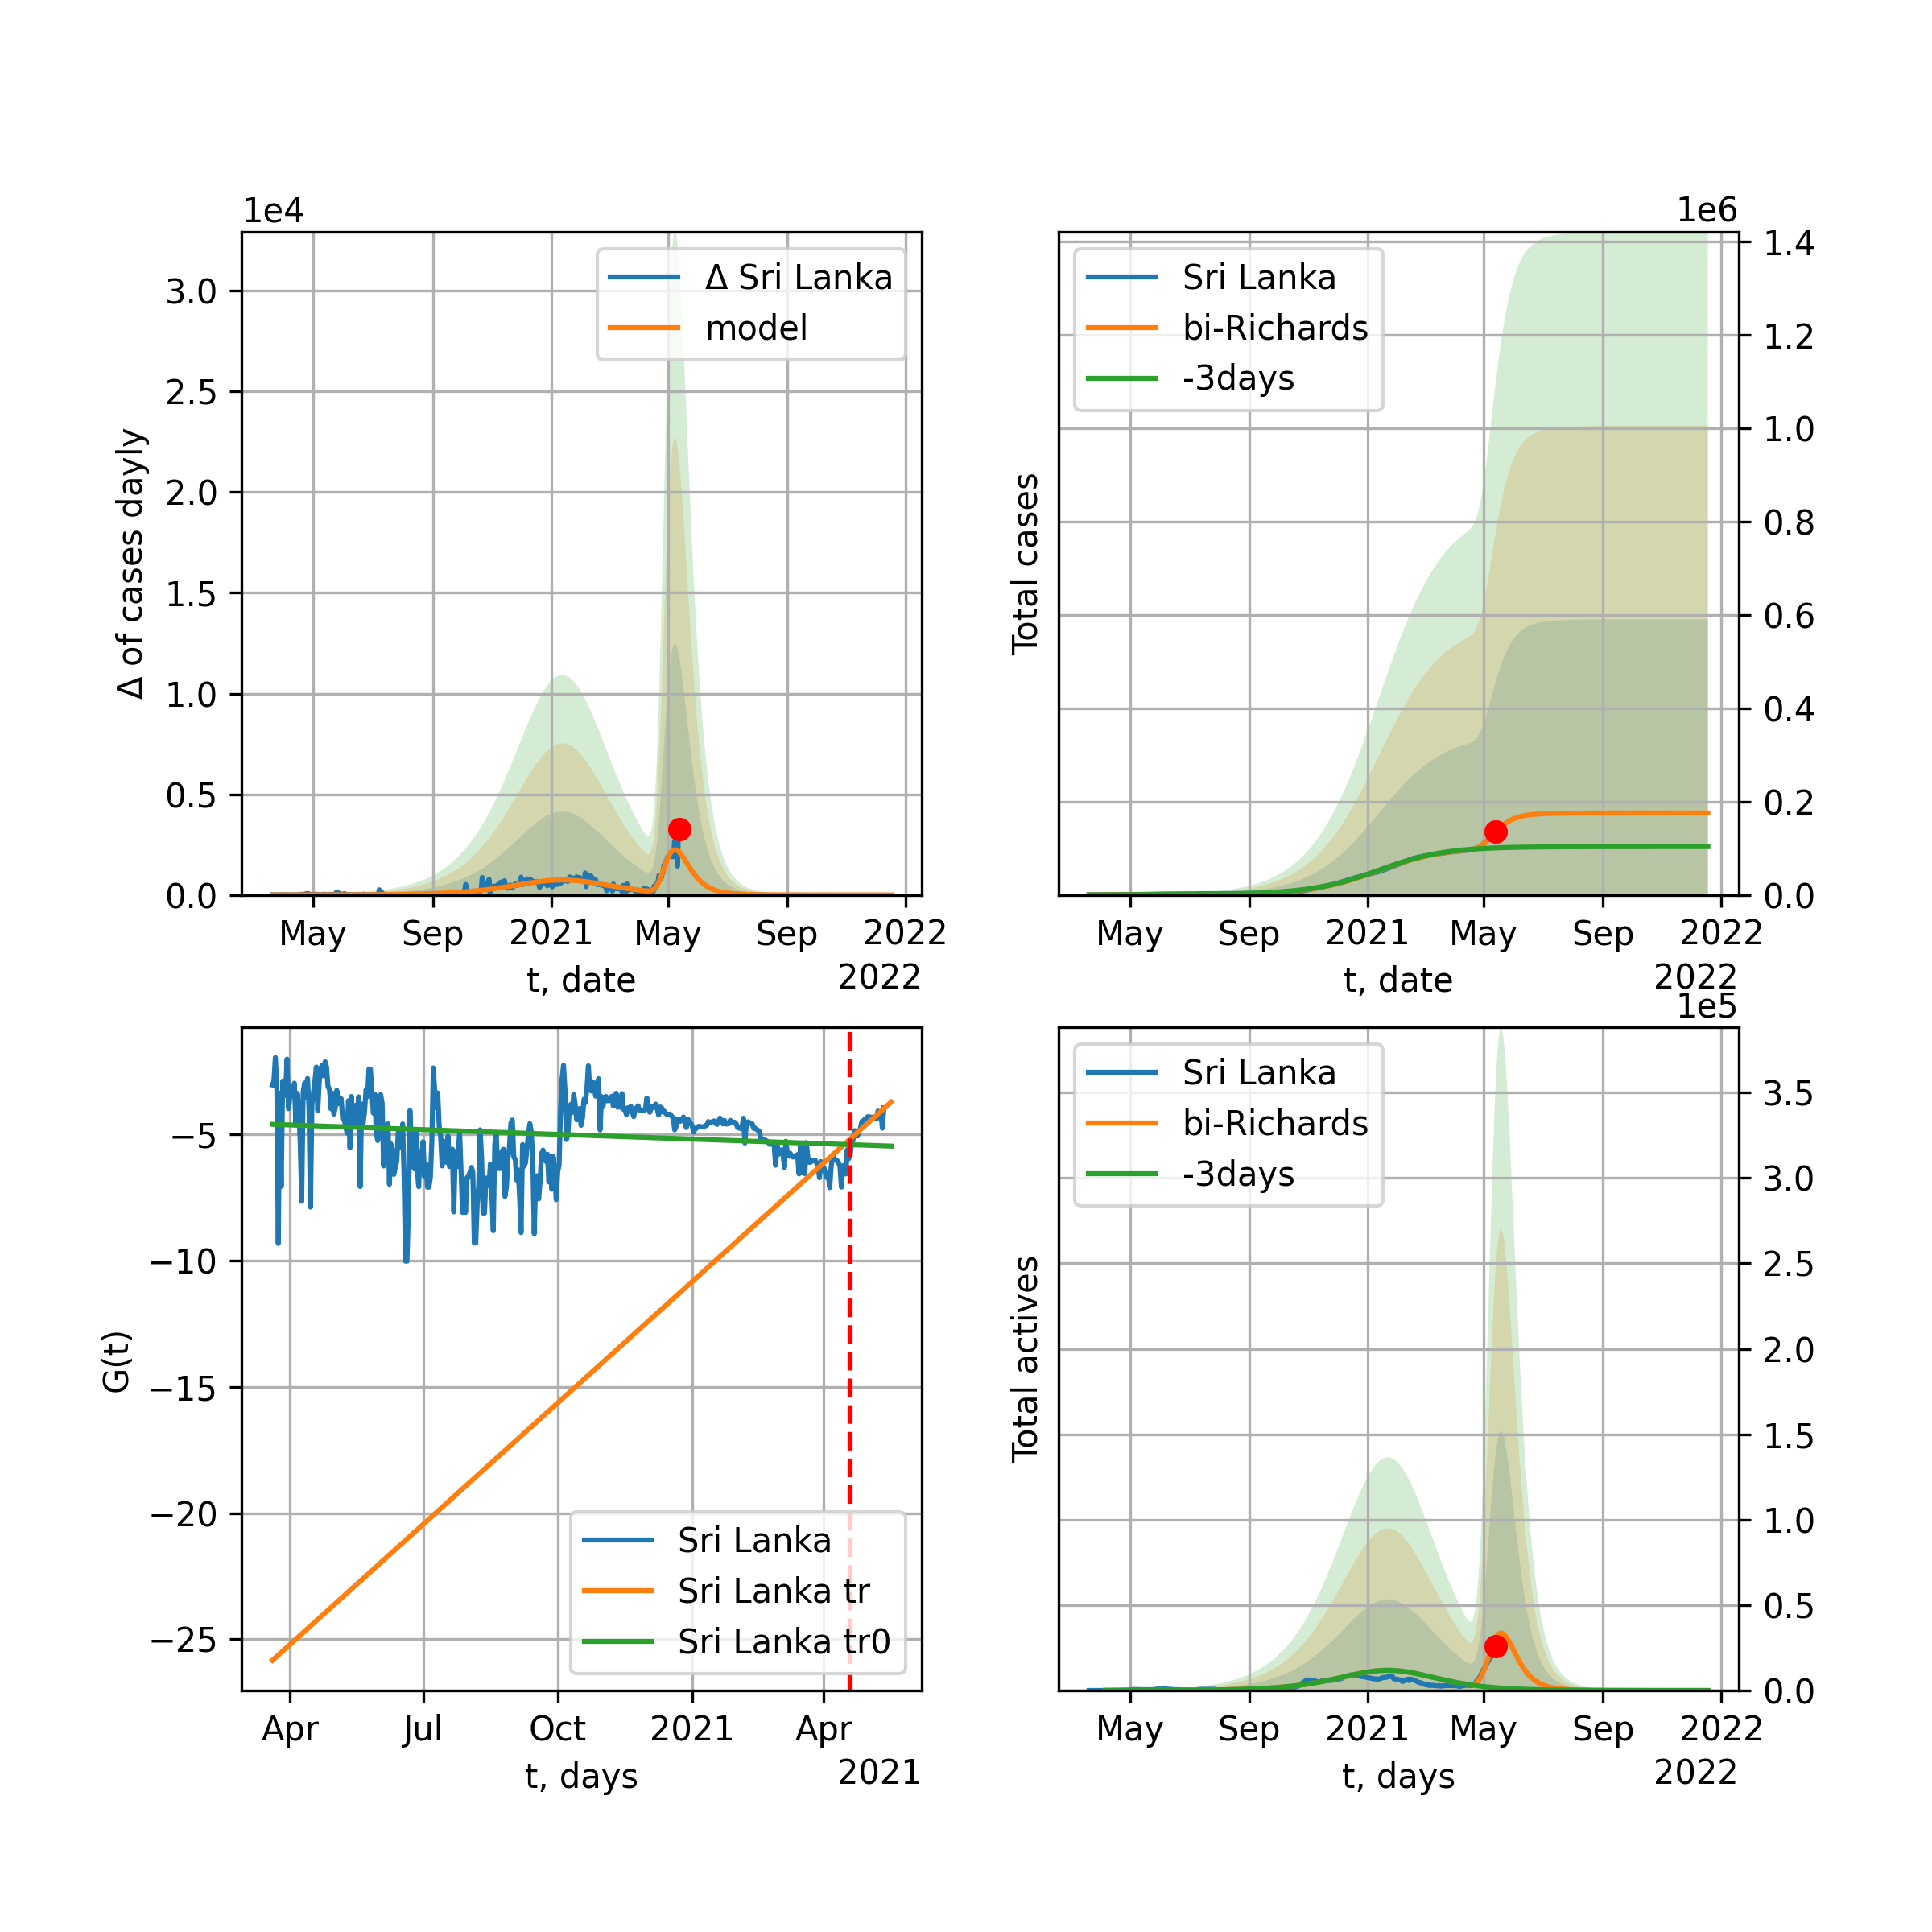 1e4
3.0
2.5
2.0
1.5
1.0
0.5
0.0
Δ of cases dayly
Δ Sri Lanka
model
May Sep 2021 May Sep 2022
t, date
2022
1e6
1.4
1.2
1.0
0.8
0.6
0.4
0.2
0.0
Total cases
Sri Lanka
bi-Richards
-3days
May Sep 2021 May Sep 2022
t, date
2022
−5
−10
−15
−20
−25
G(t)
Sri Lanka
Sri Lanka tr
Sri Lanka tr0
Apr Jul Oct 2021 Apr
t, days
2021
1e5
3.5
3.0
2.5
2.0
1.5
1.0
0.5
0.0
Total actives
Sri Lanka
bi-Richards
-3days
May Sep 2021 May Sep 2022
t, days
2022